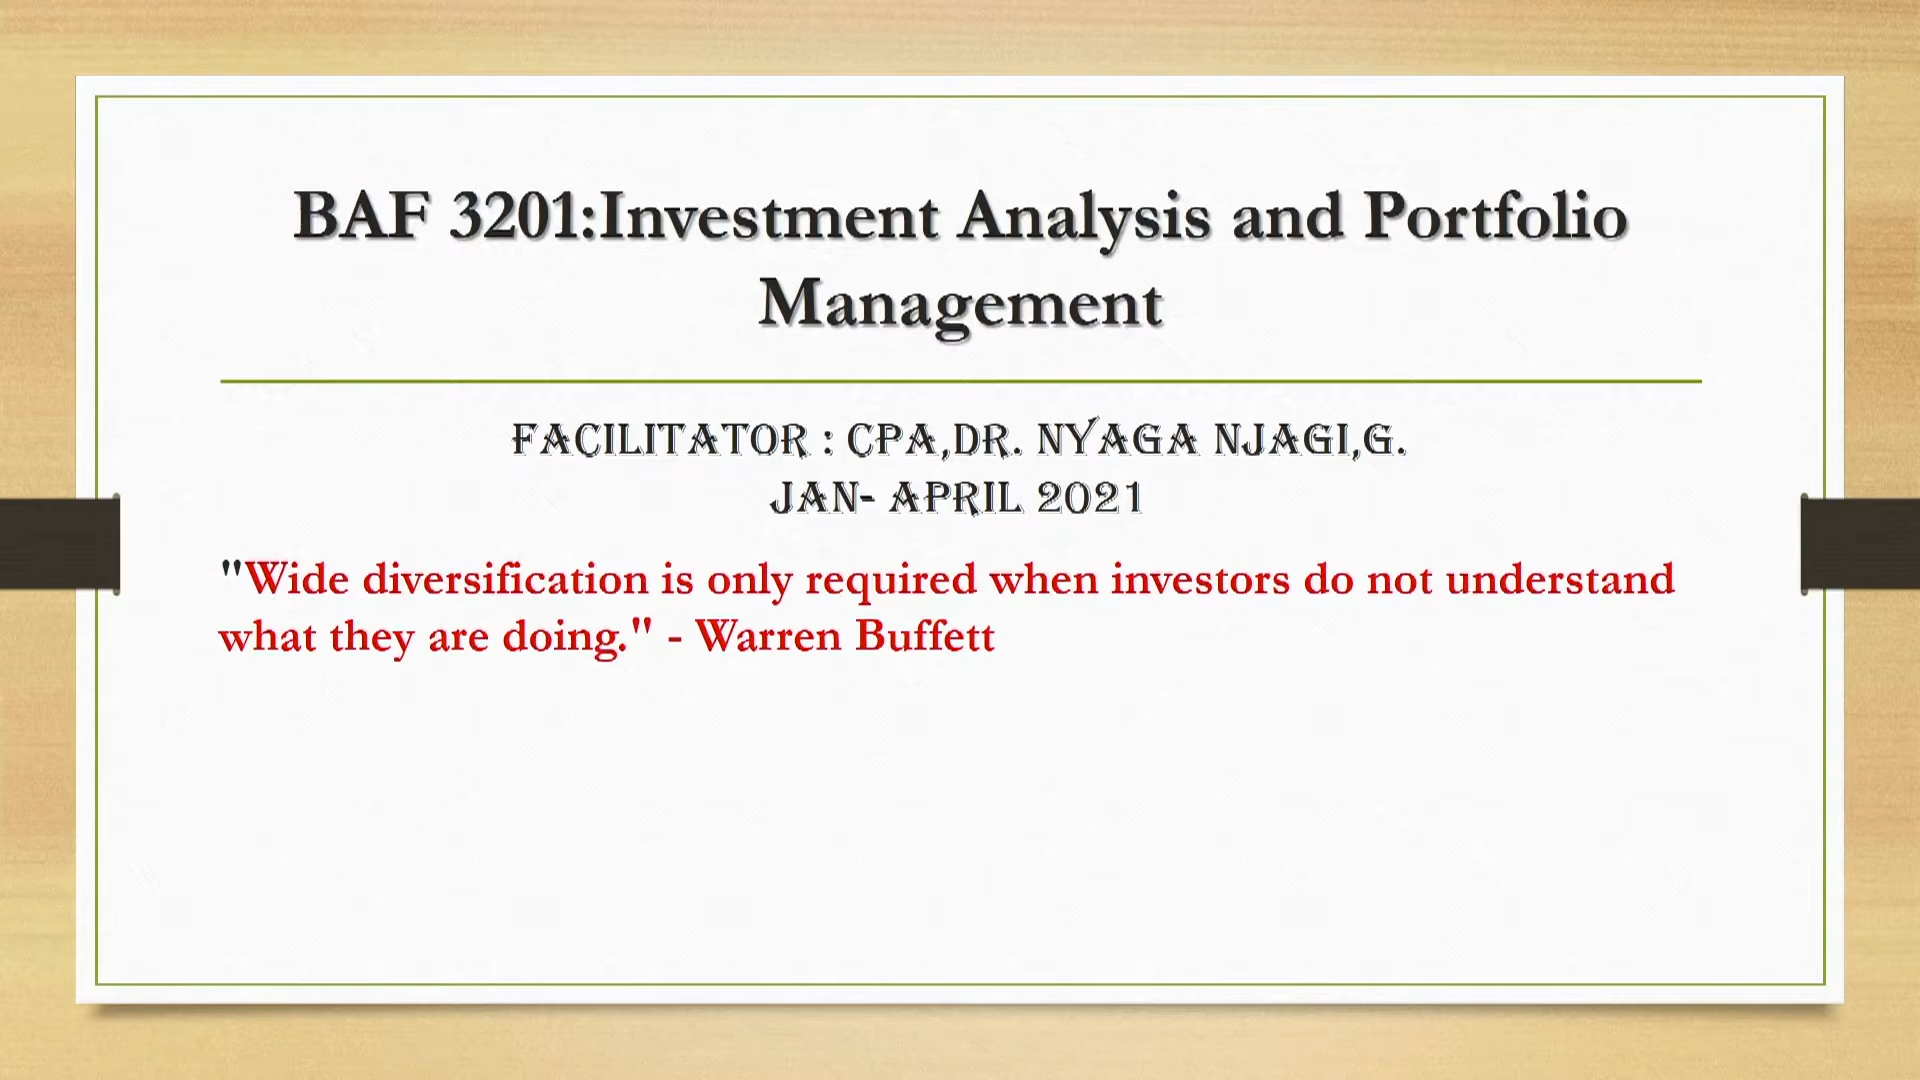 BAF 3201:Investment Analysis and Portfolio
Management
FACILITATOR : CPA,DR. NYAGA NJAGI,G.
JAN- APRIL 2021
"Wide diversification is only required when investors do not understand
what they are doing." - Warren Buffett